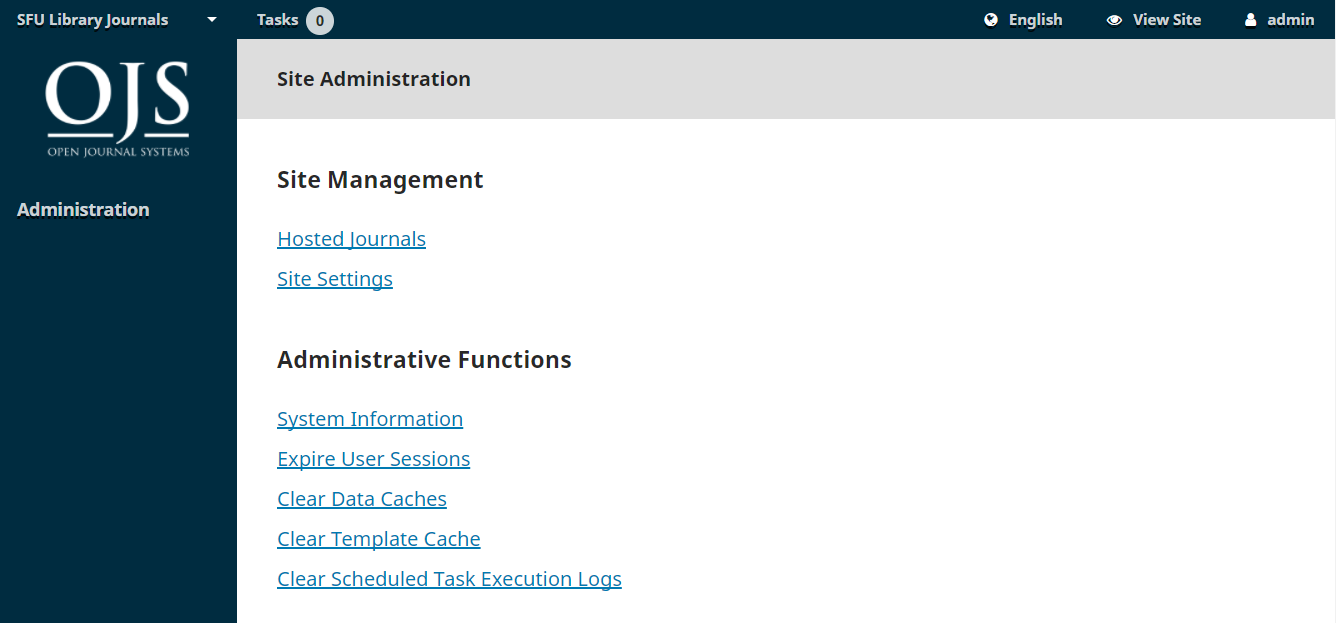 SFU Library Journals Tasks 0 English View Site admin
OJS
OPEN JOURNAL SYSTEMS
Administration
Site Administration
Site Management
Hosted Journals
Site Settings
Administrative Functions
System Information
Expire User Sessions
Clear Data Caches
Clear Template Cache
Clear Scheduled Task Execution Logs